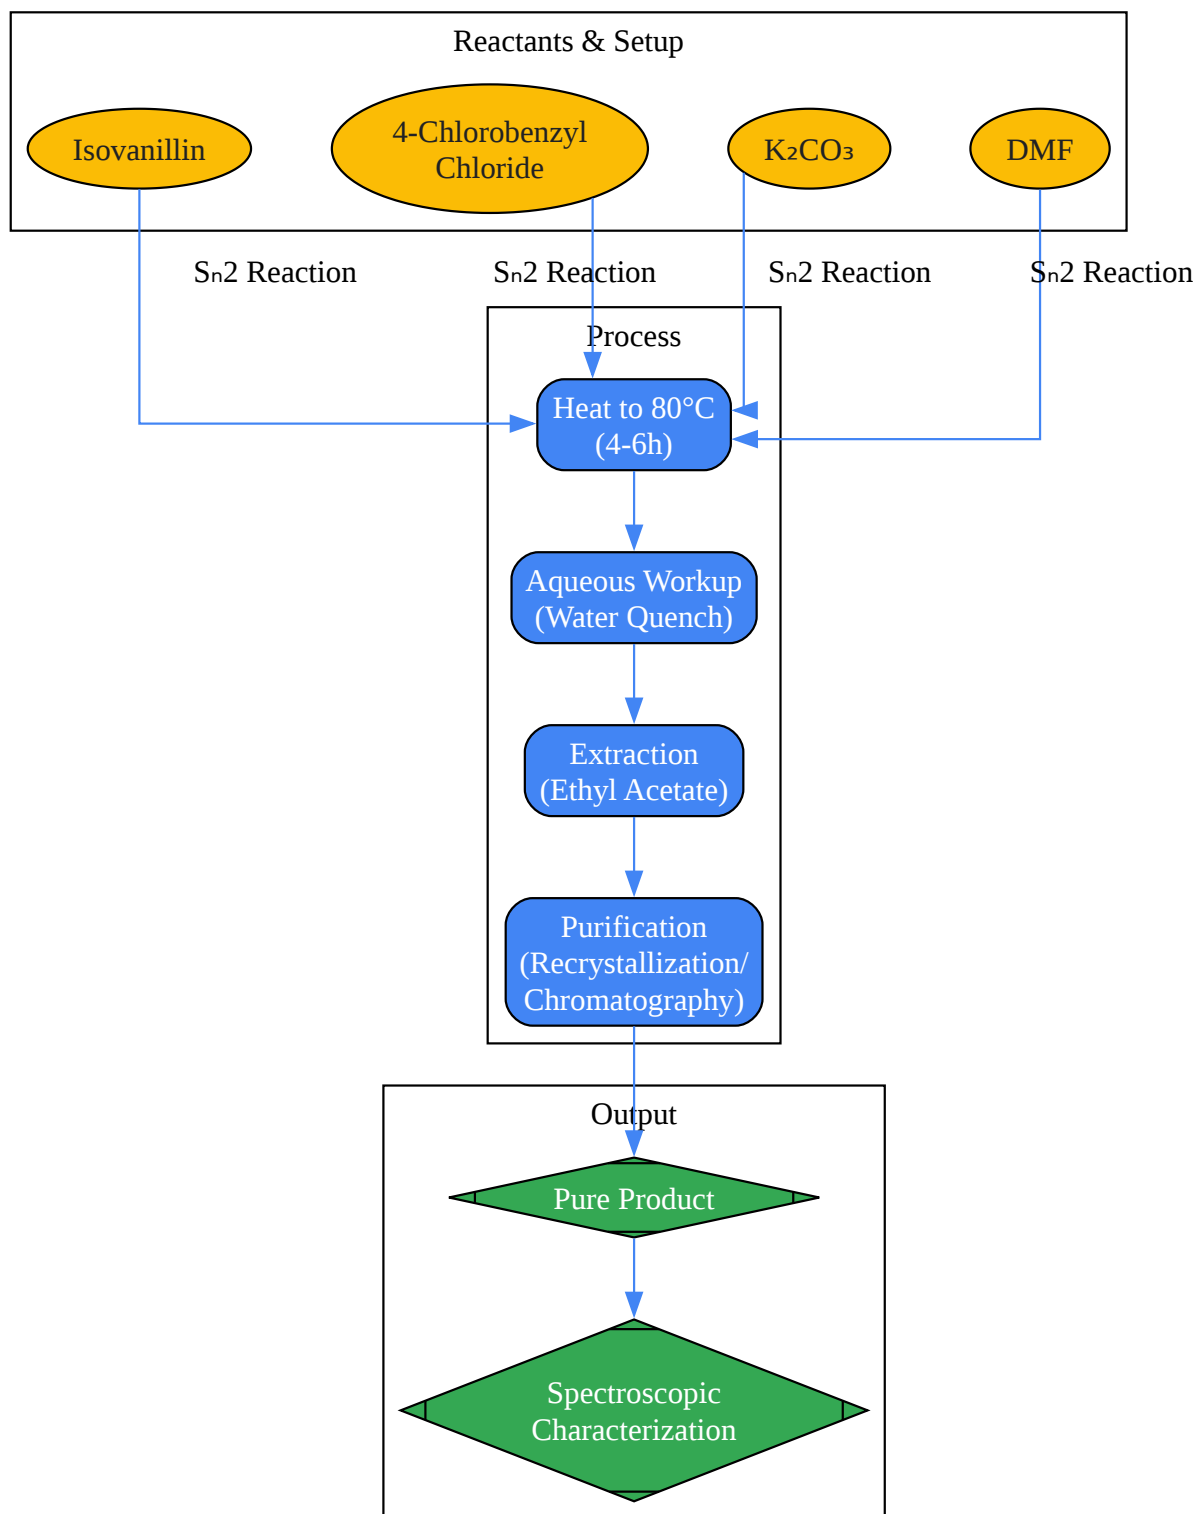 Reactants & Setup
Isovanillin
4-Chlorobenzyl
Chloride
K₂CO₃
DMF
Sₙ2 Reaction
Sₙ2 Reaction
Sₙ2 Reaction
Sₙ2 Reaction
Process
Heat to 80°C
(4-6h)
Aqueous Workup
(Water Quench)
Extraction
(Ethyl Acetate)
Purification
(Recrystallization/
Chromatography)
Output
Pure Product
Spectroscopic
Characterization